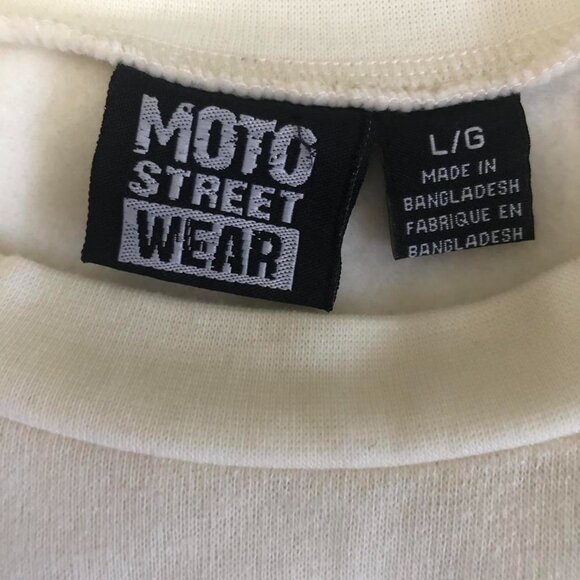 MOTO
STREET
WEAR
L/G
MADE IN
BANGLADESH
FABRIQUE EN
BANGLADESH